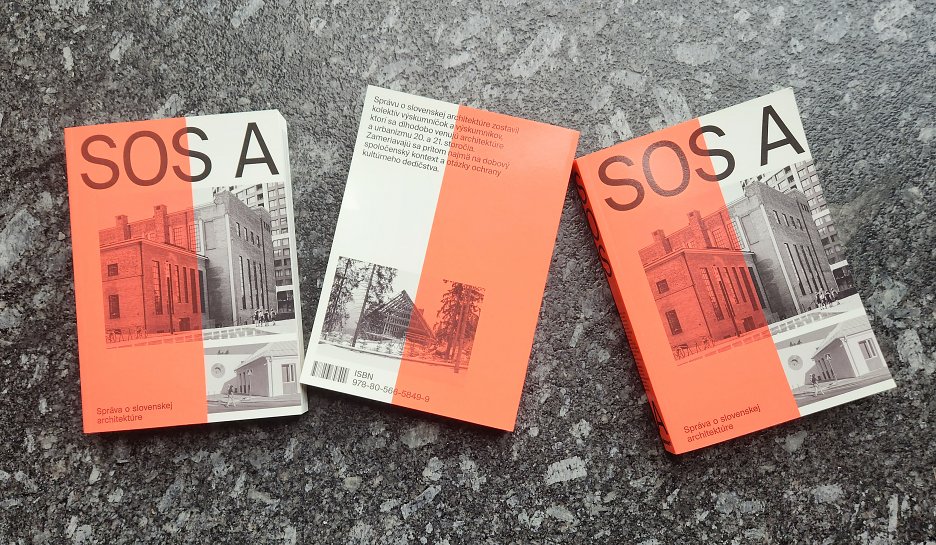 SOS A
Správa o slovenskej
architektúre
Správu o slovenskej architektúre zostavil
kolektív výskumníčok a výskumníkov,
ktorí sa dlhodobo venujú architektúre
a urbanizmu 20. a 21. storočia.
Zameriavajú sa pritom najmä na dobový
spoločenský kontext a otázky ochrany
kultúrneho dedičstva.
ISBN
978-80-566-5849-9
SOS A
Správa o slovenskej
architektúre